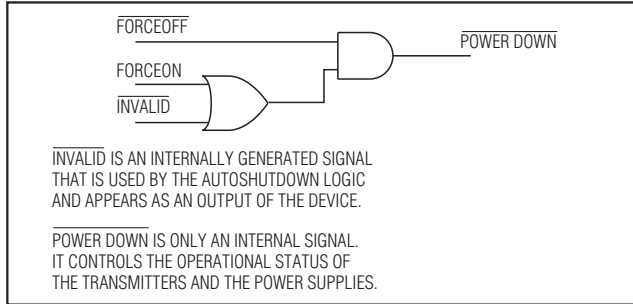 FORCEOFF
POWER DOWN
FORCEON
INVALID
INVALID IS AN INTERNALLY GENERATED SIGNAL
THAT IS USED BY THE AUTOSHUTDOWN LOGIC
AND APPEARS AS AN OUTPUT OF THE DEVICE.
POWER DOWN IS ONLY AN INTERNAL SIGNAL.
IT CONTROLS THE OPERATIONAL STATUS OF
THE TRANSMITTERS AND THE POWER SUPPLIES.